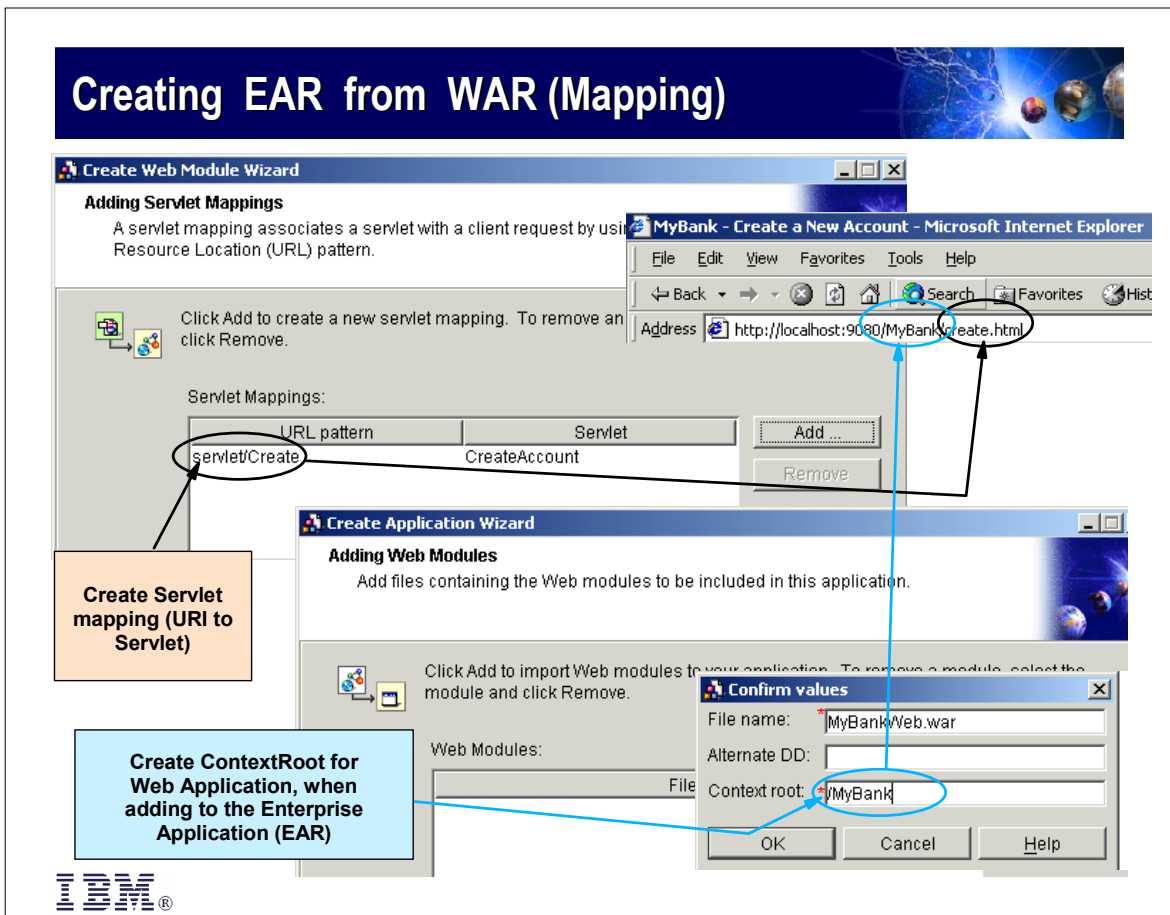 Creating EAR from WAR (Mapping)
Create Web Module Wizard
Adding Servlet Mappings
A servlet mapping associates a servlet with a client request by
Resource Location (URL) pattern.
Click Add to create a new servlet mapping. To remove an
click Remove.
Servlet Mappings:
URL pattern Servlet
servlet/Create CreateAccount
Add ...
Remove
MyBank - Create a New Account - Microsoft Internet Explorer
File Edit View Favorites Tools Help
Back Search Favorites Hist
Address http://localhost:9080/MyBank/create.html
Create Servlet
mapping (URI to
Servlet)
Create Application Wizard
Adding Web Modules
Add files containing the Web modules to be included in this application.
Click Add to import Web modules to your application. To remove a module, select the
module and click Remove.
Web Modules:
File
Create ContextRoot for
Web Application, when
adding to the Enterprise
Application (EAR)
Confirm values
File name: *MyBankWeb.war
Alternate DD:
Context root: */MyBank
OK Cancel Help
IBM®